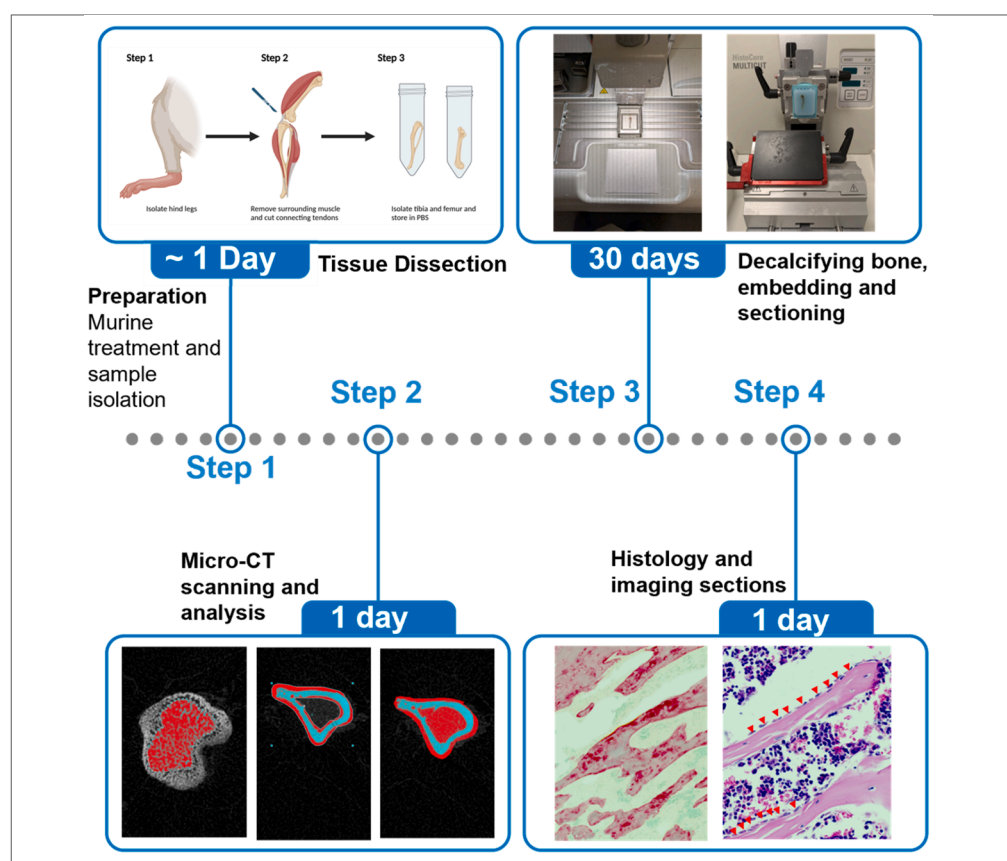 Step 1
Step 2
Step 3
Isolate hind legs
Remove surrounding muscle
and cut connecting tendons
Isolate tibia and femur and
store in PBS
HistoCore
MULTICUT
~ 1 Day
Tissue Dissection
30 days
Decalcifying bone,
embedding and
sectioning
Preparation
Murine
treatment and
sample
isolation
Step 2
Step 3
Step 4
Step 1
Micro-CT
scanning and
analysis
1 day
Histology and
imaging sections
1 day